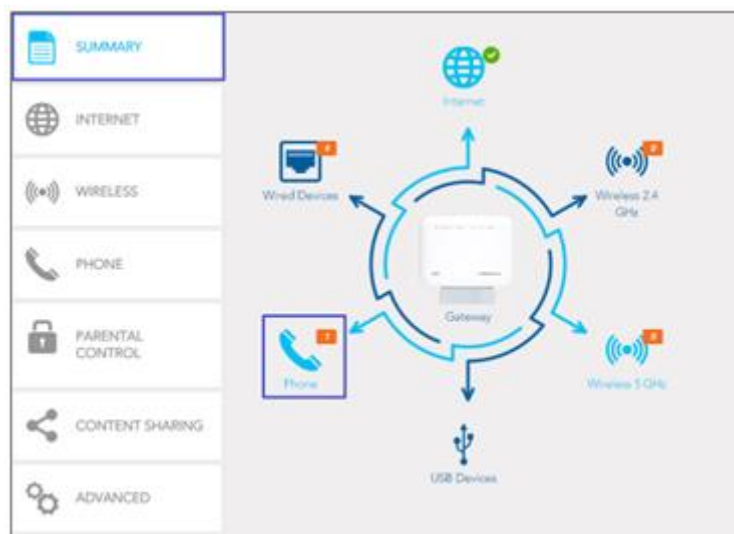 SUMMARY
INTERNET
WIRELESS
PHONE
PARENTAL
CONTROL
CONTENT SHARING
ADVANCED
Internet
Wired Devices
Wireless 2.4
GHz
Gateway
Phone
Wireless 5 GHz
USB Devices